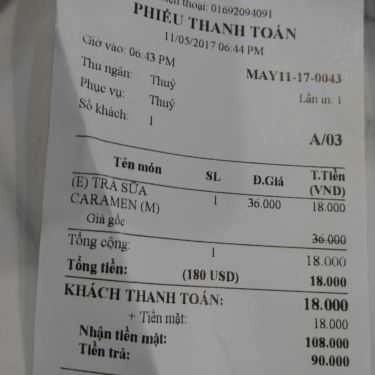 thoại: 01692094091
PHIẾU THANH TOÁN
11/05/2017 06:44 PM
Giờ vào: 06:43 PM
MAY11-17-0043
Thu ngân: Thuỷ
Lần in: 1
Phục vụ: Thuỷ
Số khách: 1
A/03
Tên món SL Đ.Giá T.Tiền (VND)
(E) TRÀ SỮA CARAMEN (M) 1 36.000 18.000
Giá gốc 36.000
Tổng cộng: 1 18.000
Tổng tiền: (180 USD) 18.000
KHÁCH THANH TOÁN: 18.000
+ Tiền mặt: 18.000
Nhận tiền mặt: 108.000
Tiền trả: 90.000